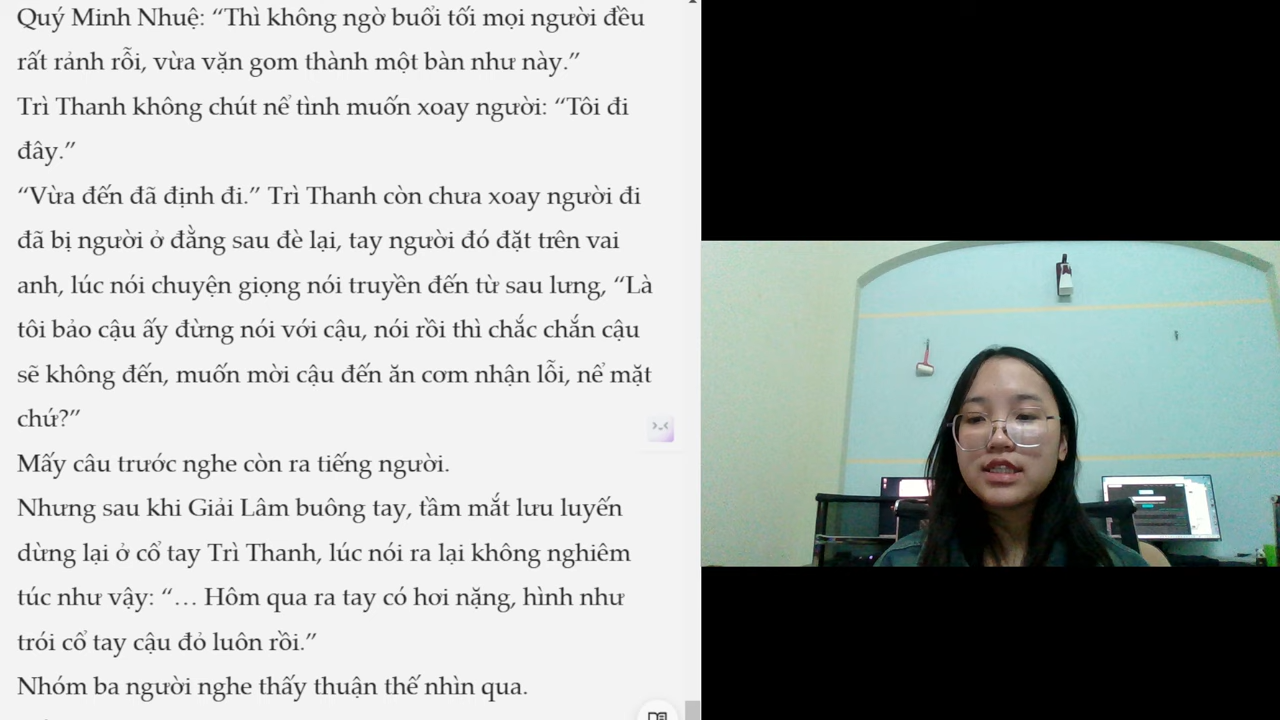 Quý Minh Nhuệ: “Thì không ngờ buổi tối mọi người đều
rất rảnh rỗi, vừa vặn gom thành một bàn như này.”
Trì Thanh không chút nể tình muốn xoay người: “Tôi đi
đây.”
“Vừa đến đã định đi.” Trì Thanh còn chưa xoay người đi
đã bị người ở đằng sau đè lại, tay người đó đặt trên vai
anh, lúc nói chuyện giọng nói truyền đến từ sau lưng, “Là
tôi bảo cậu ấy đừng nói với cậu, nói rồi thì chắc chắn cậu
sẽ không đến, muốn mời cậu đến ăn cơm nhận lỗi, nể mặt
chứ?”
Mấy câu trước nghe còn ra tiếng người.
Nhưng sau khi Giải Lâm buông tay, tầm mắt lưu luyến
dừng lại ở cổ tay Trì Thanh, lúc nói ra lại không nghiêm
túc như vậy: “… Hôm qua ra tay có hơi nặng, hình như
trói cổ tay cậu đỏ luôn rồi.”
Nhóm ba người nghe thấy thuận thế nhìn qua.